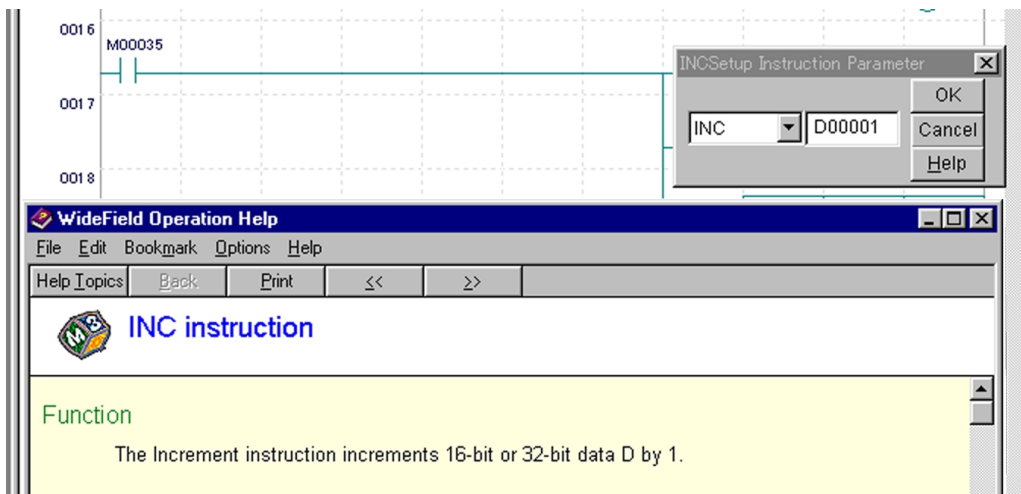 0016
M00035
INCSetup Instruction Parameter
OK
INC D00001 Cancel
Help
0017
0018
WideField Operation Help
File Edit Bookmark Options Help
Help Topics Back Print << >>
INC instruction
Function
The Increment instruction increments 16-bit or 32-bit data D by 1.